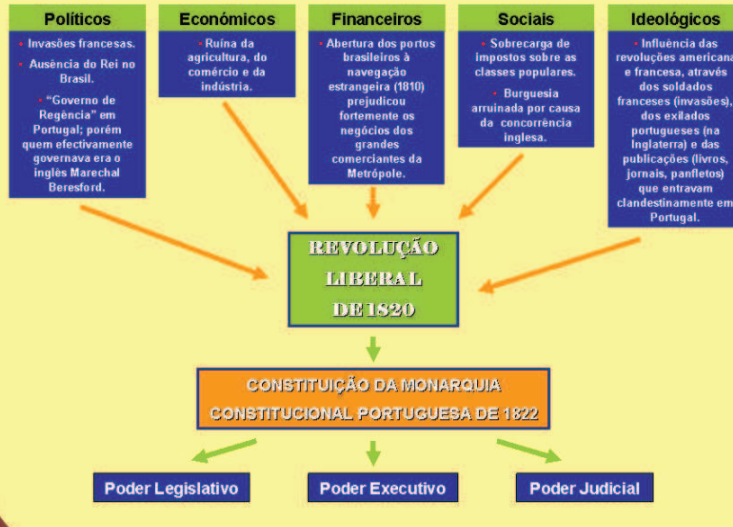 Políticos
• Invasões francesas.
• Ausência do Rei no
Brasil.
• “Governo de
Regência” em
Portugal; porém
quem efectivamente
governava era o
inglês Marechal
Beresford.
Económicos
• Ruína da
agricultura, do
comércio e da
indústria.
Financeiros
• Abertura dos portos
brasileiros à
navegação
estrangeira (1810)
prejudicou
fortemente os
negócios dos
grandes
comerciantes da
Metrópole.
Sociais
• Sobrecarga de
impostos sobre as
classes populares.
• Burguesia
arruinada por causa
da concorrência
inglesa.
Ideológicos
• Influência das
revoluções americana
e francesa, através
dos soldados
franceses (invasões),
dos exilados
portugueses (na
Inglaterra) e das
publicações (livros,
jornais, panfletos)
que entravam
clandestinamente em
Portugal.
REVOLUÇÃO
LIBERAL
DE 1820
CONSTITUIÇÃO DA MONARQUIA
CONSTITUCIONAL PORTUGUESA DE 1822
Poder Legislativo
Poder Executivo
Poder Judicial